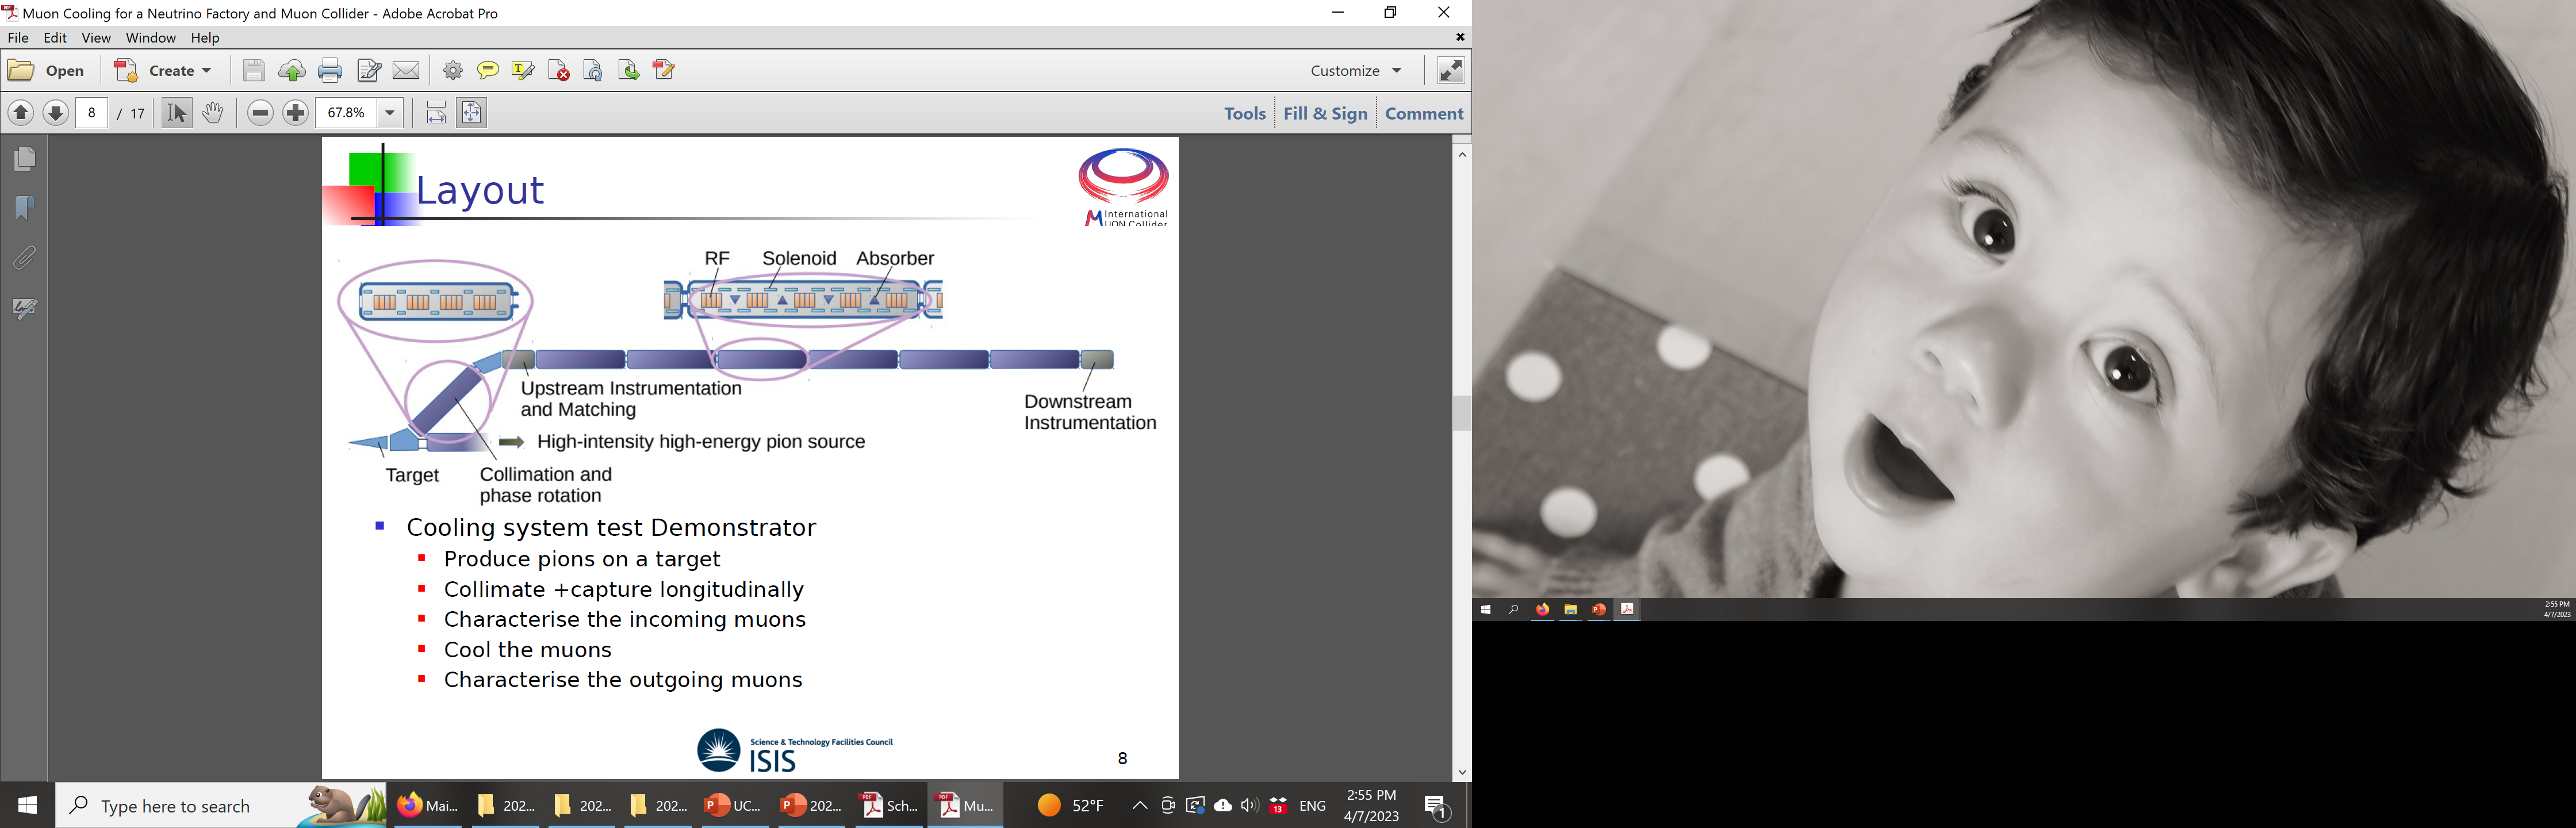 Muon Cooling for a Neutrino Factory and Muon Collider - Adobe Acrobat Pro
File Edit View Window Help
Open Create Customize
8 / 17 67.8% Tools Fill & Sign Comment
Layout
International
MUON Collider
RF Solenoid Absorber
Upstream Instrumentation
and Matching
Downstream
Instrumentation
High-intensity high-energy pion source
Target
Collimation and
phase rotation
Cooling system test Demonstrator
Produce pions on a target
Collimate +capture longitudinally
Characterise the incoming muons
Cool the muons
Characterise the outgoing muons
Science & Technology Facilities Council
ISIS
8
Type here to search Mai... 202... 202... 202... UC... 202... Sch... Mu... 52°F 13 ENG
2:55 PM
4/7/2023
1
2:55 PM
4/7/2023